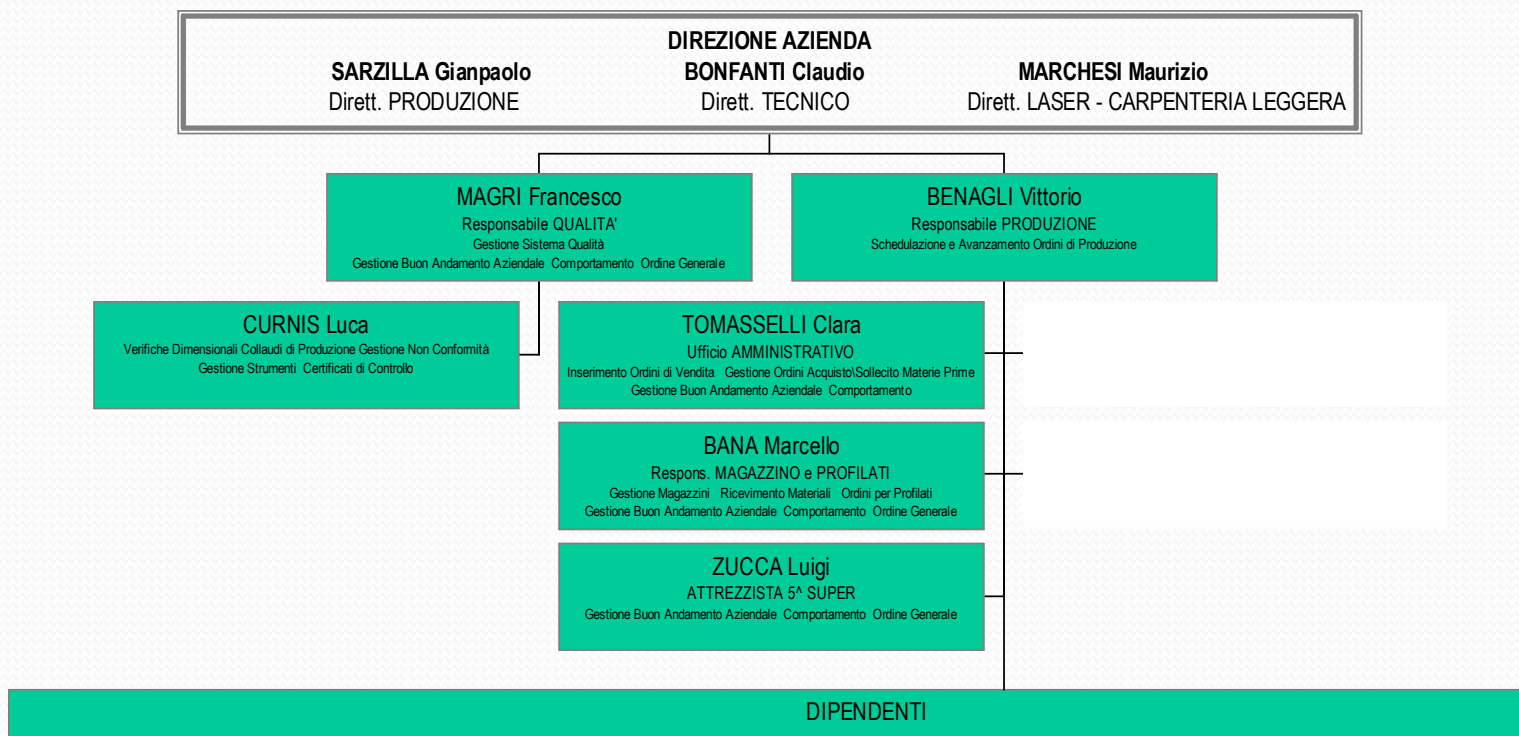 DIREZIONE AZIENDA
SARZILLA Gianpaolo BONFANTI Claudio MARCHESI Maurizio
Dirett. PRODUZIONE Dirett. TECNICO Dirett. LASER - CARPENTERIA LEGGERA
MAGRI Francesco
Responsabile QUALITA'
Gestione Sistema Qualità
Gestione Buon Andamento Aziendale Comportamento Ordine Generale
BENAGLI Vittorio
Responsabile PRODUZIONE
Schedulazione e Avanzamento Ordini di Produzione
CURNIS Luca
Verifiche Dimensionali Collaudi di Produzione Gestione Non Conformità
Gestione Strumenti Certificati di Controllo
TOMASSELLI Clara
Ufficio AMMINISTRATIVO
Inserimento Ordini di Vendita Gestione Ordini Acquisto\Sollecito Materie Prime
Gestione Buon Andamento Aziendale Comportamento
BANA Marcello
Respons. MAGAZZINO e PROFILATI
Gestione Magazzini Ricevimento Materiali Ordini per Profilati
Gestione Buon Andamento Aziendale Comportamento Ordine Generale
ZUCCA Luigi
ATTREZZISTA 5^ SUPER
Gestione Buon Andamento Aziendale Comportamento Ordine Generale
DIPENDENTI